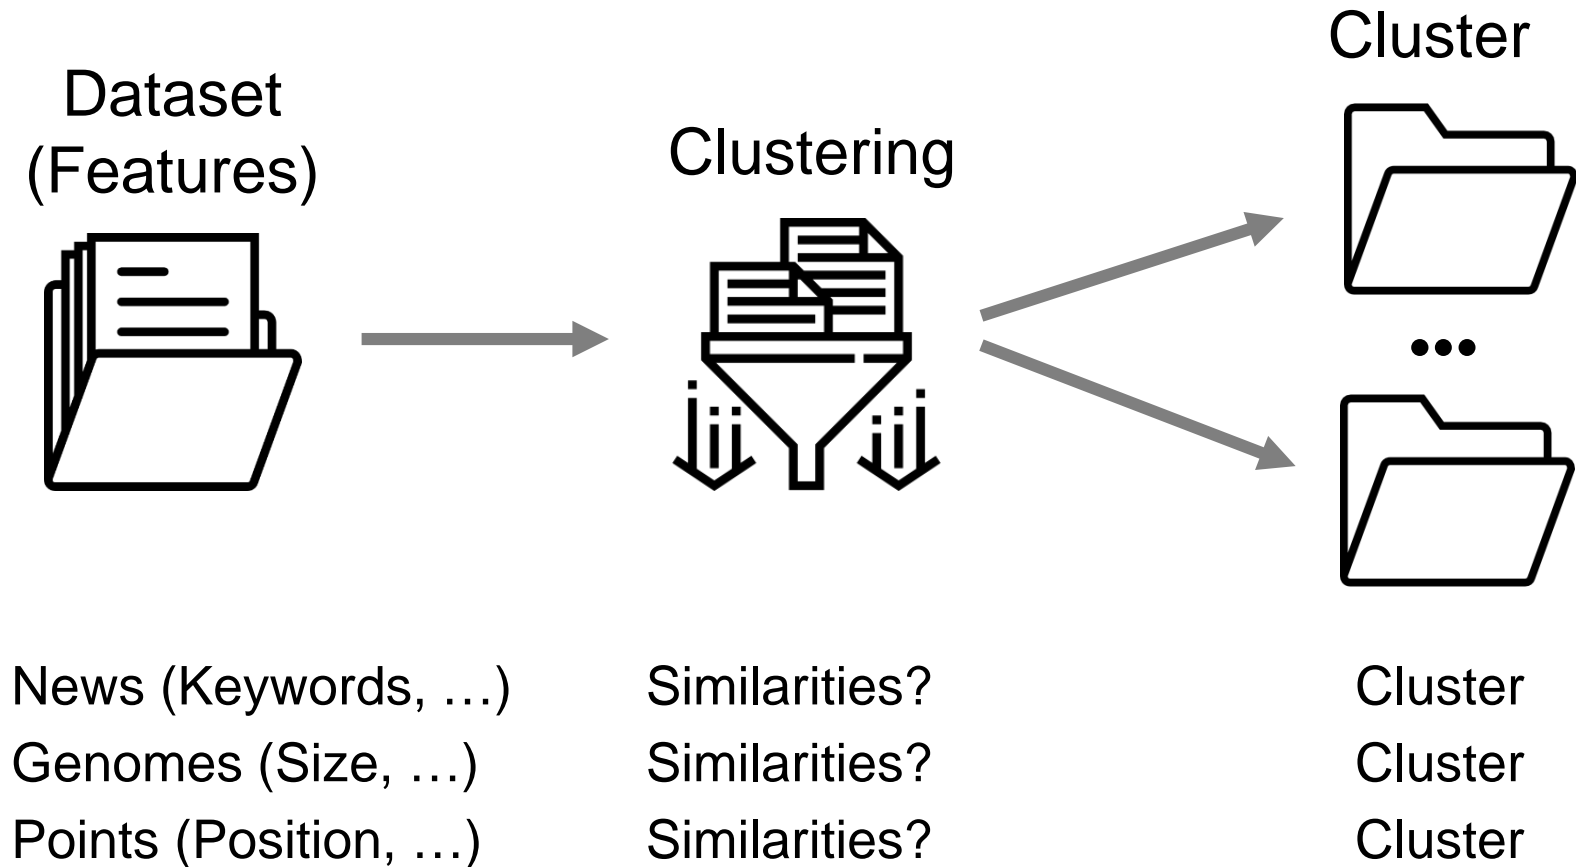 Dataset
(Features)
Clustering
Cluster
News (Keywords, …)
Similarities?
Cluster
Genomes (Size, …)
Similarities?
Cluster
Points (Position, …)
Similarities?
Cluster